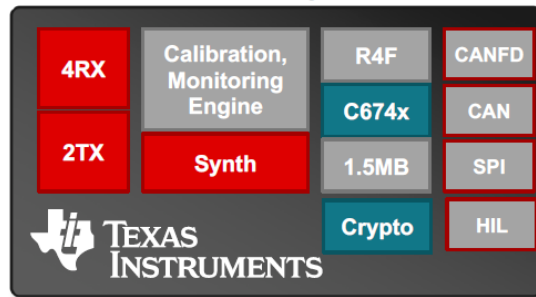 4RX
2TX
Calibration,
Monitoring
Engine
Synth
R4F
C674x
1.5MB
Crypto
CANFD
CAN
SPI
HIL
TEXAS
INSTRUMENTS